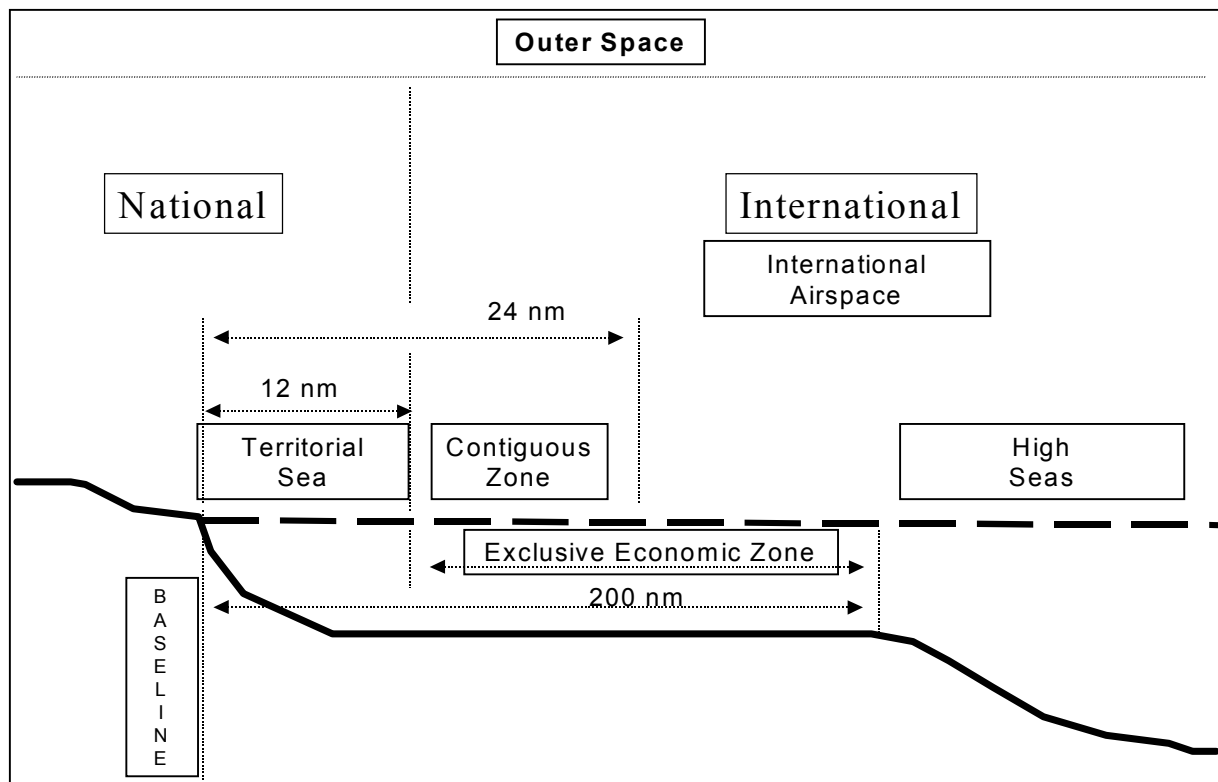 Outer Space
National
International
International
Airspace
24 nm
12 nm
Territorial
Sea
Contiguous
Zone
High
Seas
Exclusive Economic Zone
200 nm
B
A
S
E
L
I
N
E